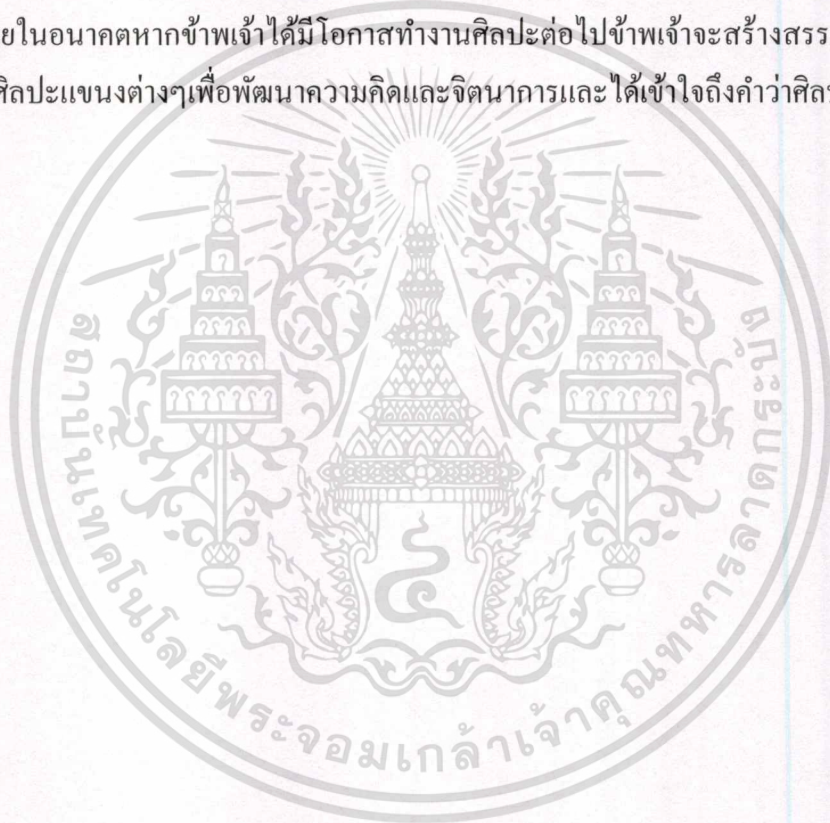 ยในอนาคตหากข้าพเจ้าได้มีโอกาสทำงานศิลปะต่อไปข้าพเจ้าจะสร้างสรร
ศิลปะแขนงต่างๆเพื่อพัฒนาความคิดและจิตนาการและ ได้เข้าใจถึงคำว่าศิล
สถาบันเทคโนโลยีพระจอมเกล้าเจ้าคุณทหารลาดกระบัง
๔